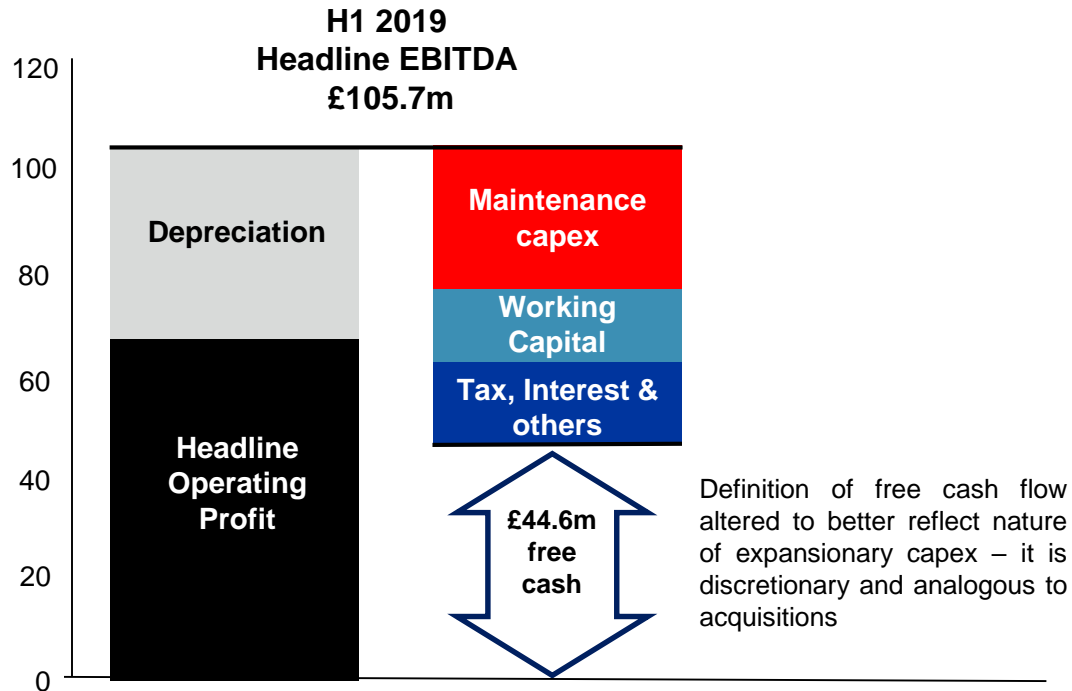 H1 2019
Headline EBITDA
£105.7m
120
100
80
60
40
20
0
Depreciation
Headline
Operating
Profit
Maintenance
capex
Working
Capital
Tax, Interest &
others
£44.6m
free
cash
Definition of free cash flow
altered to better reflect nature
of expansionary capex – it is
discretionary and analogous to
acquisitions